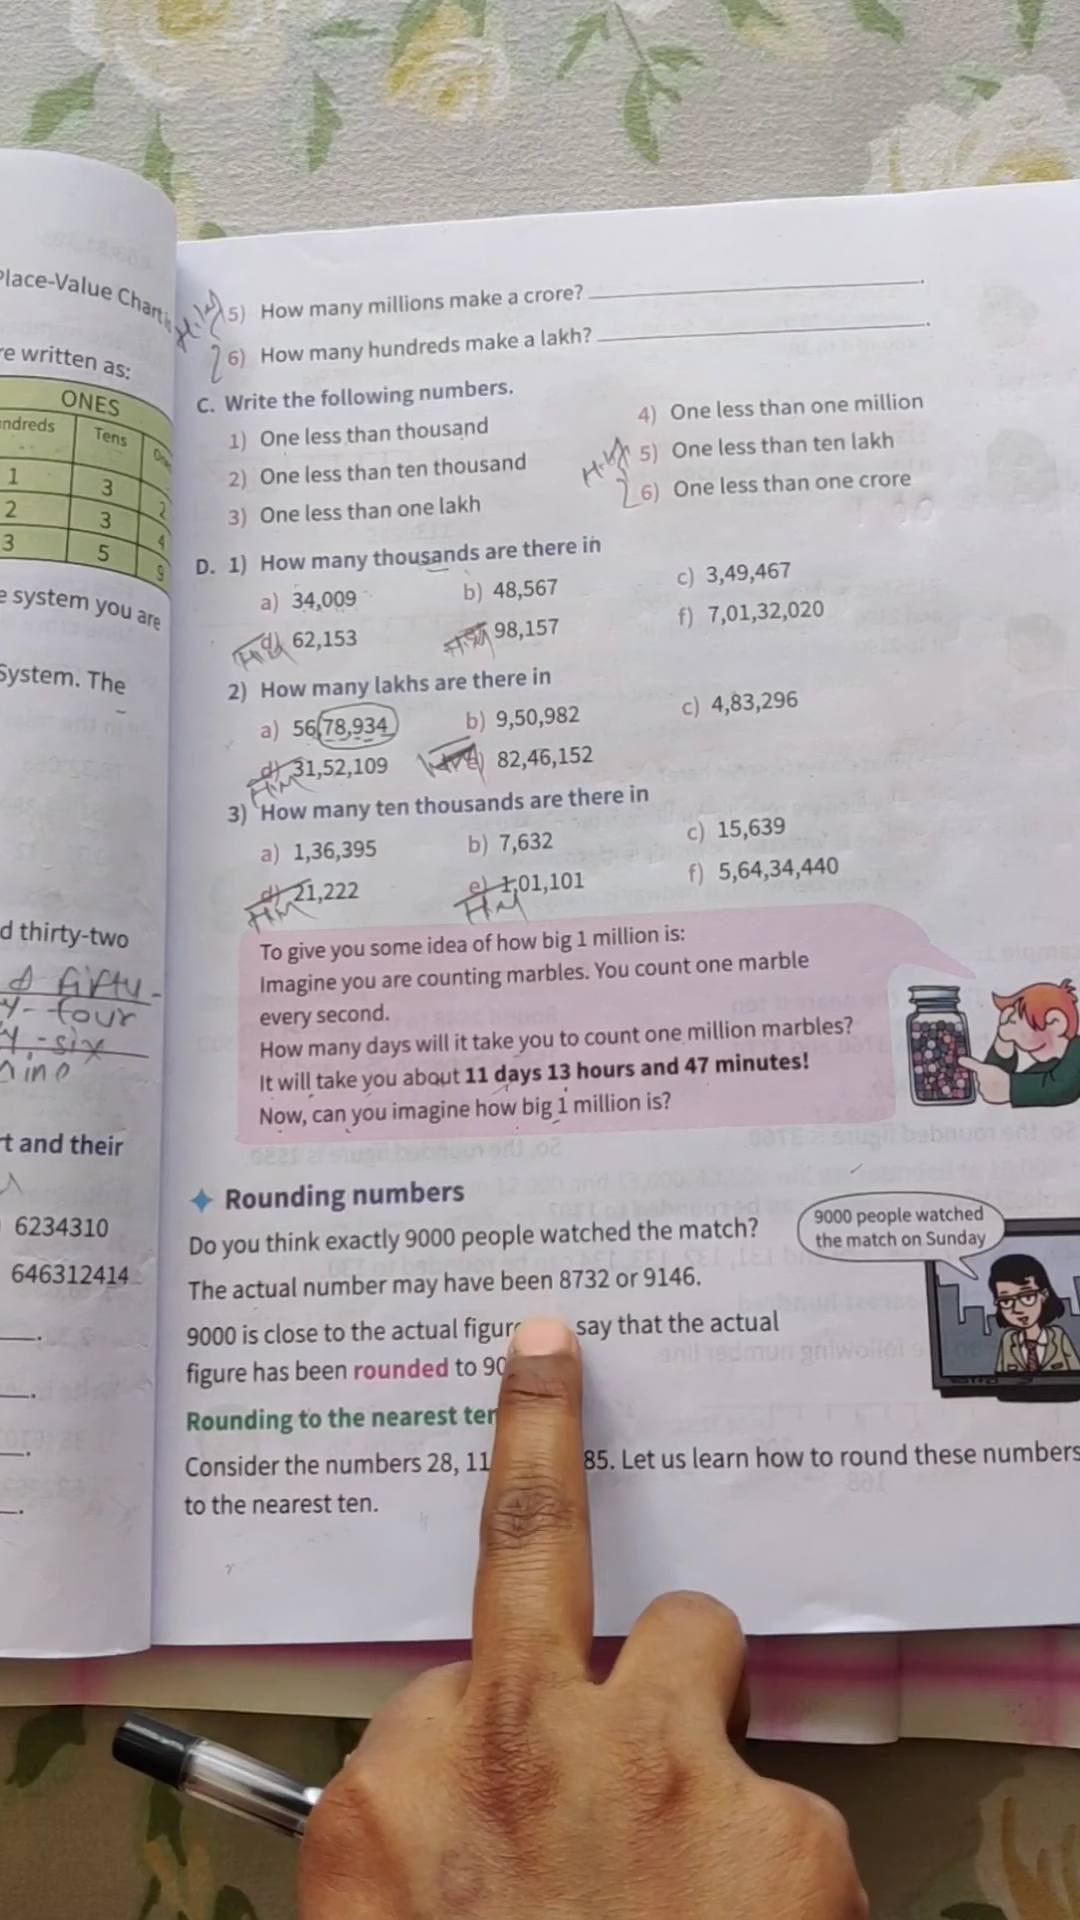 Place-Value Chart
re written as:
ONES
ndreds Tens Ones
1 3 2
2 3 4
3 5 9
e system you are
System. The
d thirty-two
fifty-
y-four
y-six
nine
t and their
6234310
646312414
H.W
5) How many millions make a crore?
6) How many hundreds make a lakh?
C. Write the following numbers.
1) One less than thousand
2) One less than ten thousand
3) One less than one lakh
4) One less than one million
H.W 5) One less than ten lakh
6) One less than one crore
D. 1) How many thousands are there in
a) 34,009 b) 48,567 c) 3,49,467
d) 62,153 98,157 f) 7,01,32,020
H.W
2) How many lakhs are there in
a) 56,78,934 b) 9,50,982 c) 4,83,296
d) 31,52,109 82,46,152
H.W
3) How many ten thousands are there in
a) 1,36,395 b) 7,632 c) 15,639
d) 21,222 e) 1,01,101 f) 5,64,34,440
H.W H.W
To give you some idea of how big 1 million is:
Imagine you are counting marbles. You count one marble
every second.
How many days will it take you to count one million marbles?
It will take you about 11 days 13 hours and 47 minutes!
Now, can you imagine how big 1 million is?
Rounding numbers
Do you think exactly 9000 people watched the match?
The actual number may have been 8732 or 9146.
9000 is close to the actual figure say that the actual
figure has been rounded to 90
9000 people watched
the match on Sunday
Rounding to the nearest ten
Consider the numbers 28, 11 85. Let us learn how to round these numbers
to the nearest ten.